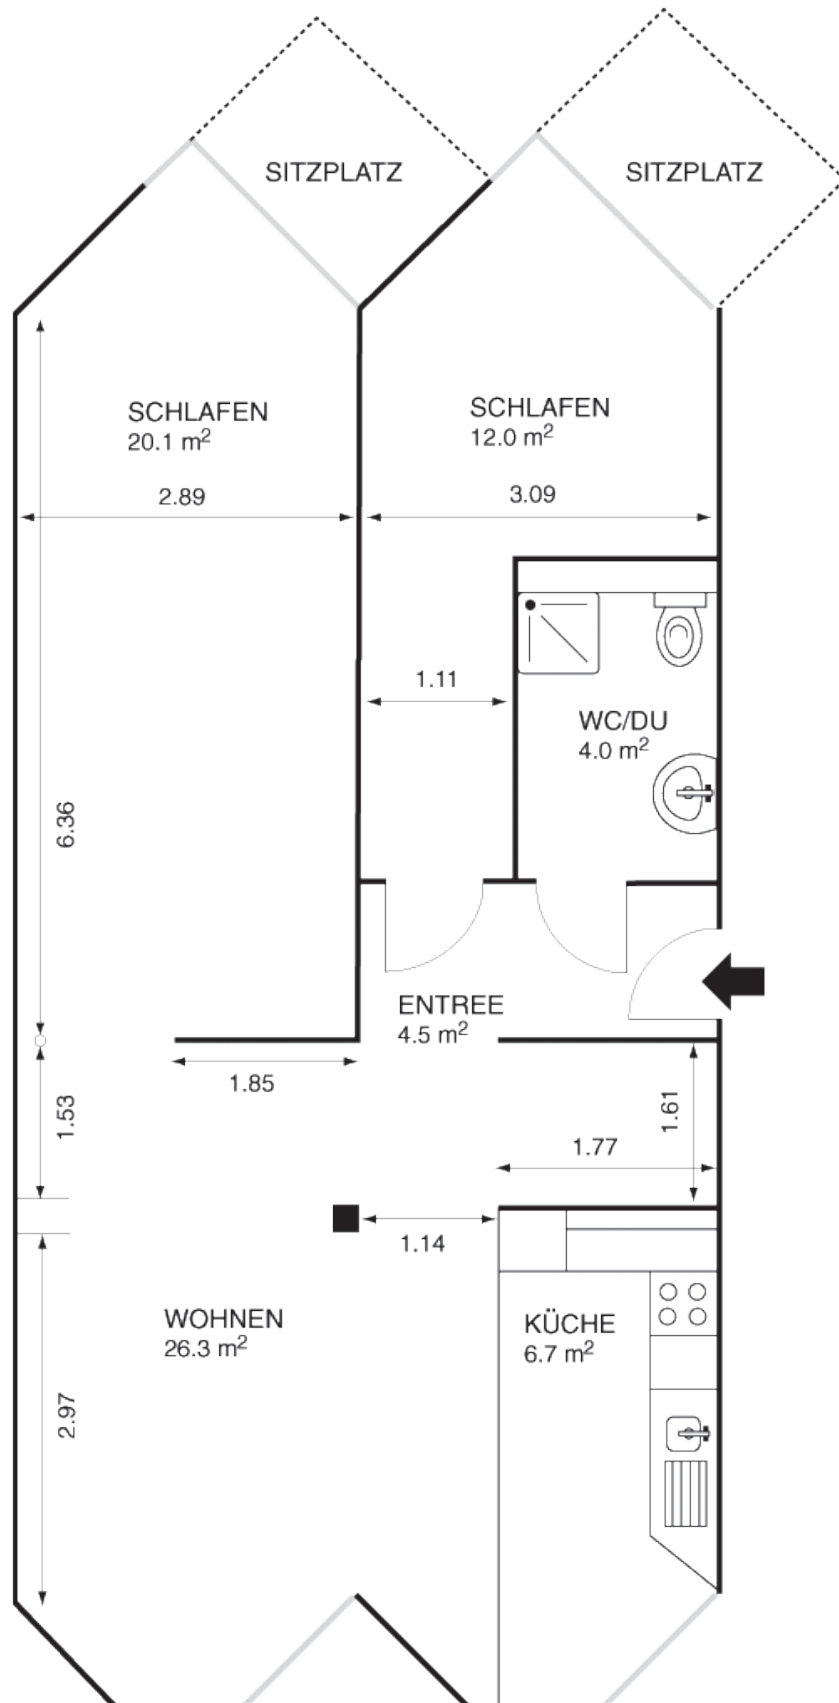 SITZPLATZ
SITZPLATZ
SCHLAFEN
20.1 m²
SCHLAFEN
12.0 m²
2.89
3.09
1.11
WC/DU
4.0 m²
6.36
ENTREE
4.5 m²
1.85
1.53
1.61
1.77
1.14
WOHNEN
26.3 m²
KÜCHE
6.7 m²
2.97